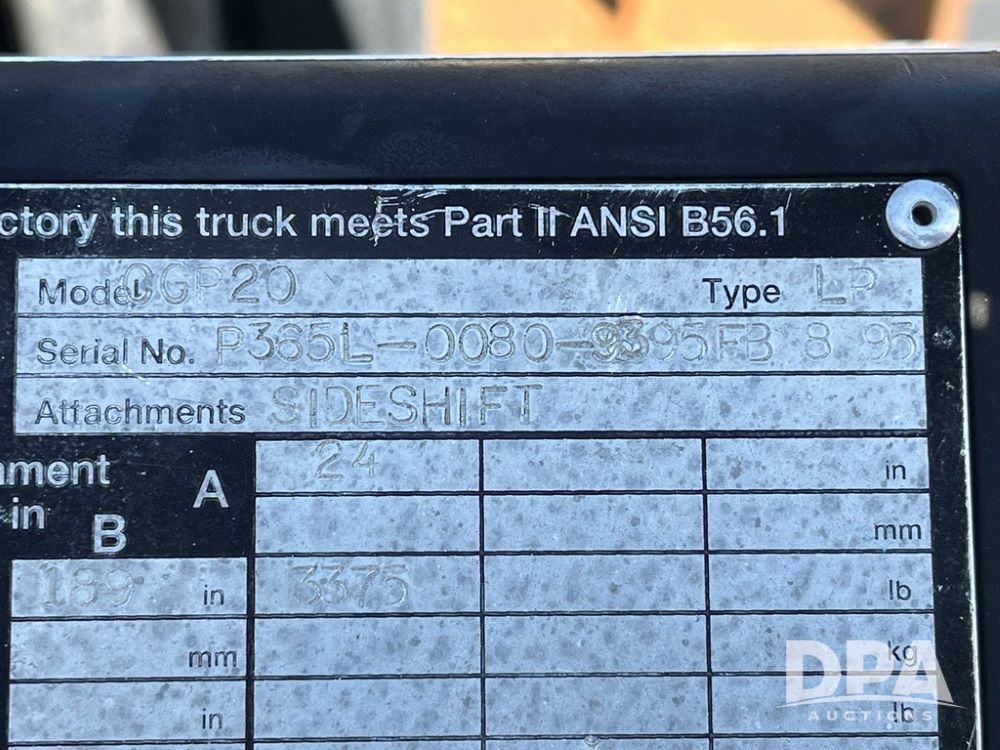 ctory this truck meets Part II ANSI B56.1
Model CGP20 Type LP
Serial No. P365L-0080-9395FB 8 95
Attachments SIDESHIFT
24 in
A
in
mm
B
189 in 3375 lb
mm kg
in lb
DPA
AUCTIONS